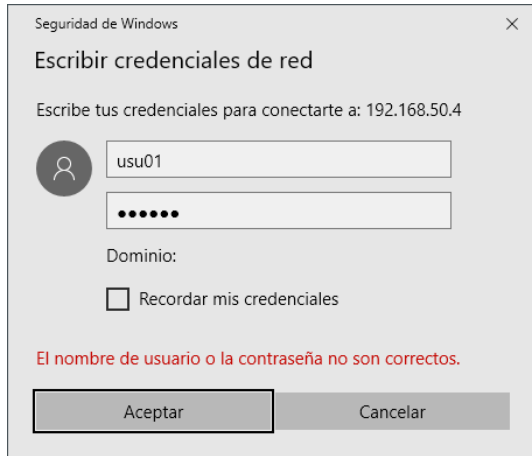 Seguridad de Windows
Escribir credenciales de red
Escribe tus credenciales para conectarte a: 192.168.50.4
usu01
••••••
Dominio:
Recordar mis credenciales
El nombre de usuario o la contraseña no son correctos.
Aceptar
Cancelar